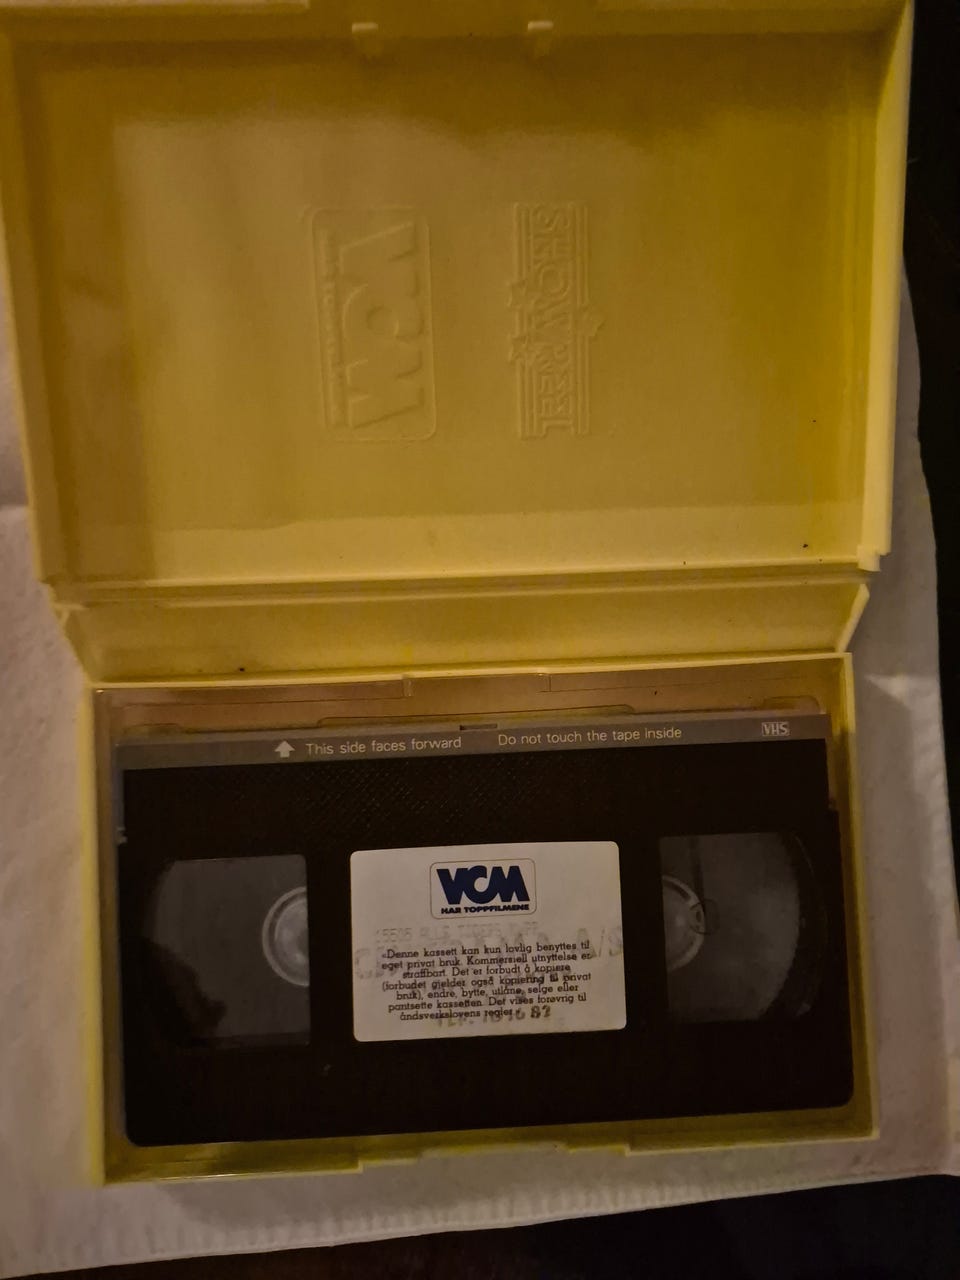 VCM
SHOWTIME
This side faces forward
Do not touch the tape inside
VHS
VCM
HAR TOPPFILMENE
«Denne kassett kan kun lovlig benyttes til
eget privat bruk. Kommersiell utnyttelse er
straffbart. Det er forbudt å kopiere
(forbudet gjelder også kopiering til privat
bruk), endre, bytte, utlåne, selge eller
pantsette kassetten. Det vises forøvrig til
åndsverkslovens regler.»
A/S
TLF.